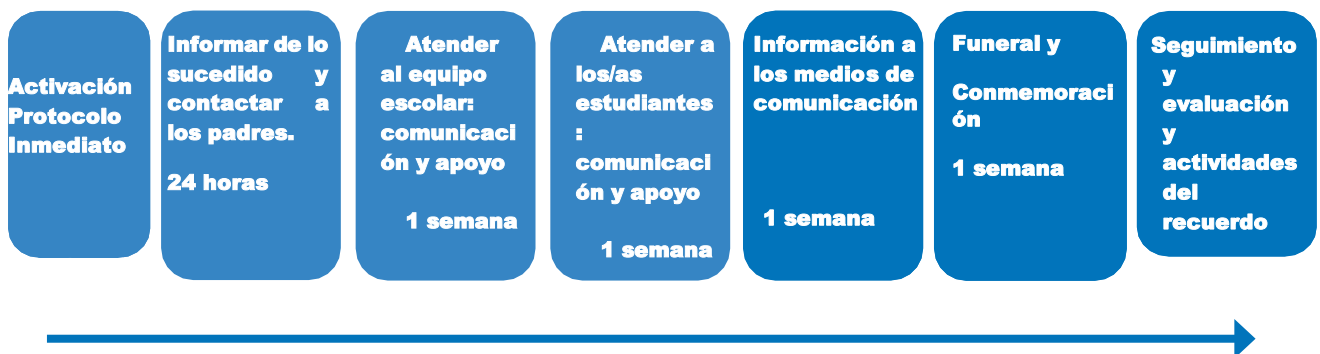 Activación
Protocolo
Inmediato
Informar de lo
sucedido y
contactar a
los padres.
24 horas
Atender
al equipo
escolar:
comunicaci
ón y apoyo
1 semana
Atender a
los/as
estudiantes
:
comunicaci
ón y apoyo
1 semana
Información a
los medios de
comunicación
1 semana
Funeral y
Conmemoraci
ón
1 semana
Seguimiento
y
evaluación
y
actividades
del
recuerdo